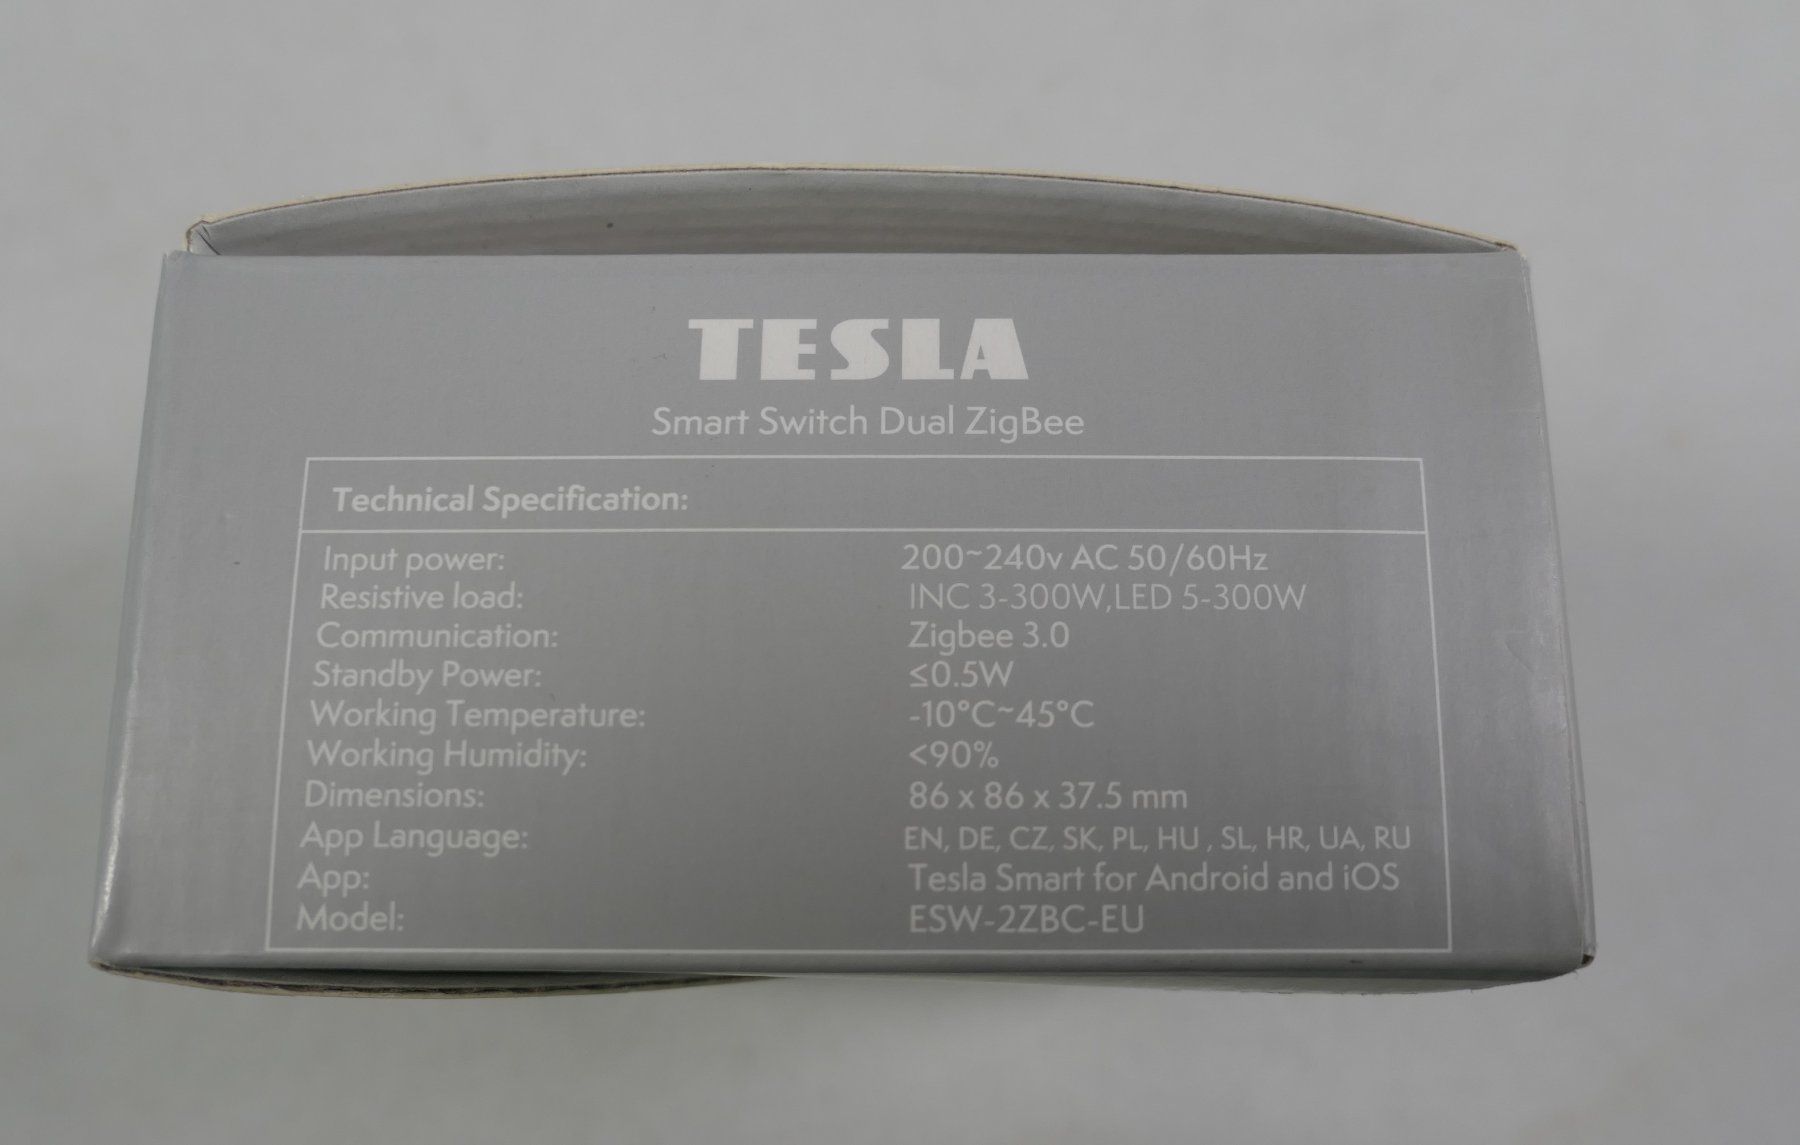 TESLA
Smart Switch Dual ZigBee
Technical Specification:
Input power: 200~240v AC 50/60Hz
Resistive load: INC 3-300W,LED 5-300W
Communication: Zigbee 3.0
Standby Power: ≤0.5W
Working Temperature: -10°C~45°C
Working Humidity: <90%
Dimensions: 86 x 86 x 37.5 mm
App Language: EN, DE, CZ, SK, PL, HU , SL, HR, UA, RU
App: Tesla Smart for Android and iOS
Model: ESW-2ZBC-EU